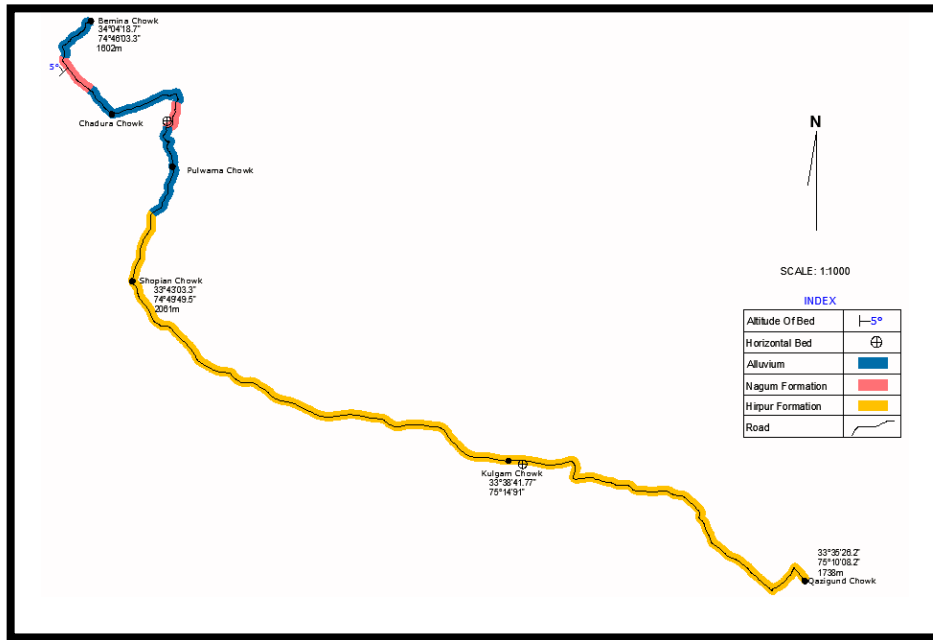 Bemina Chowk
34°04'18.7"
74°46'03.3"
1602m
5°
Chadura Chowk
Pulwama Chowk
N
Shopian Chowk
33°43'03.3"
74°49'49.5"
2061m
SCALE: 1:1000
INDEX
Altitude Of Bed
5°
Horizontal Bed
Alluvium
Nagum Formation
Hirpur Formation
Road
Kulgam Chowk
33°38'41.77"
75°14'91"
33°35'26.2"
75°10'08.2"
1738m
Qazigund Chowk